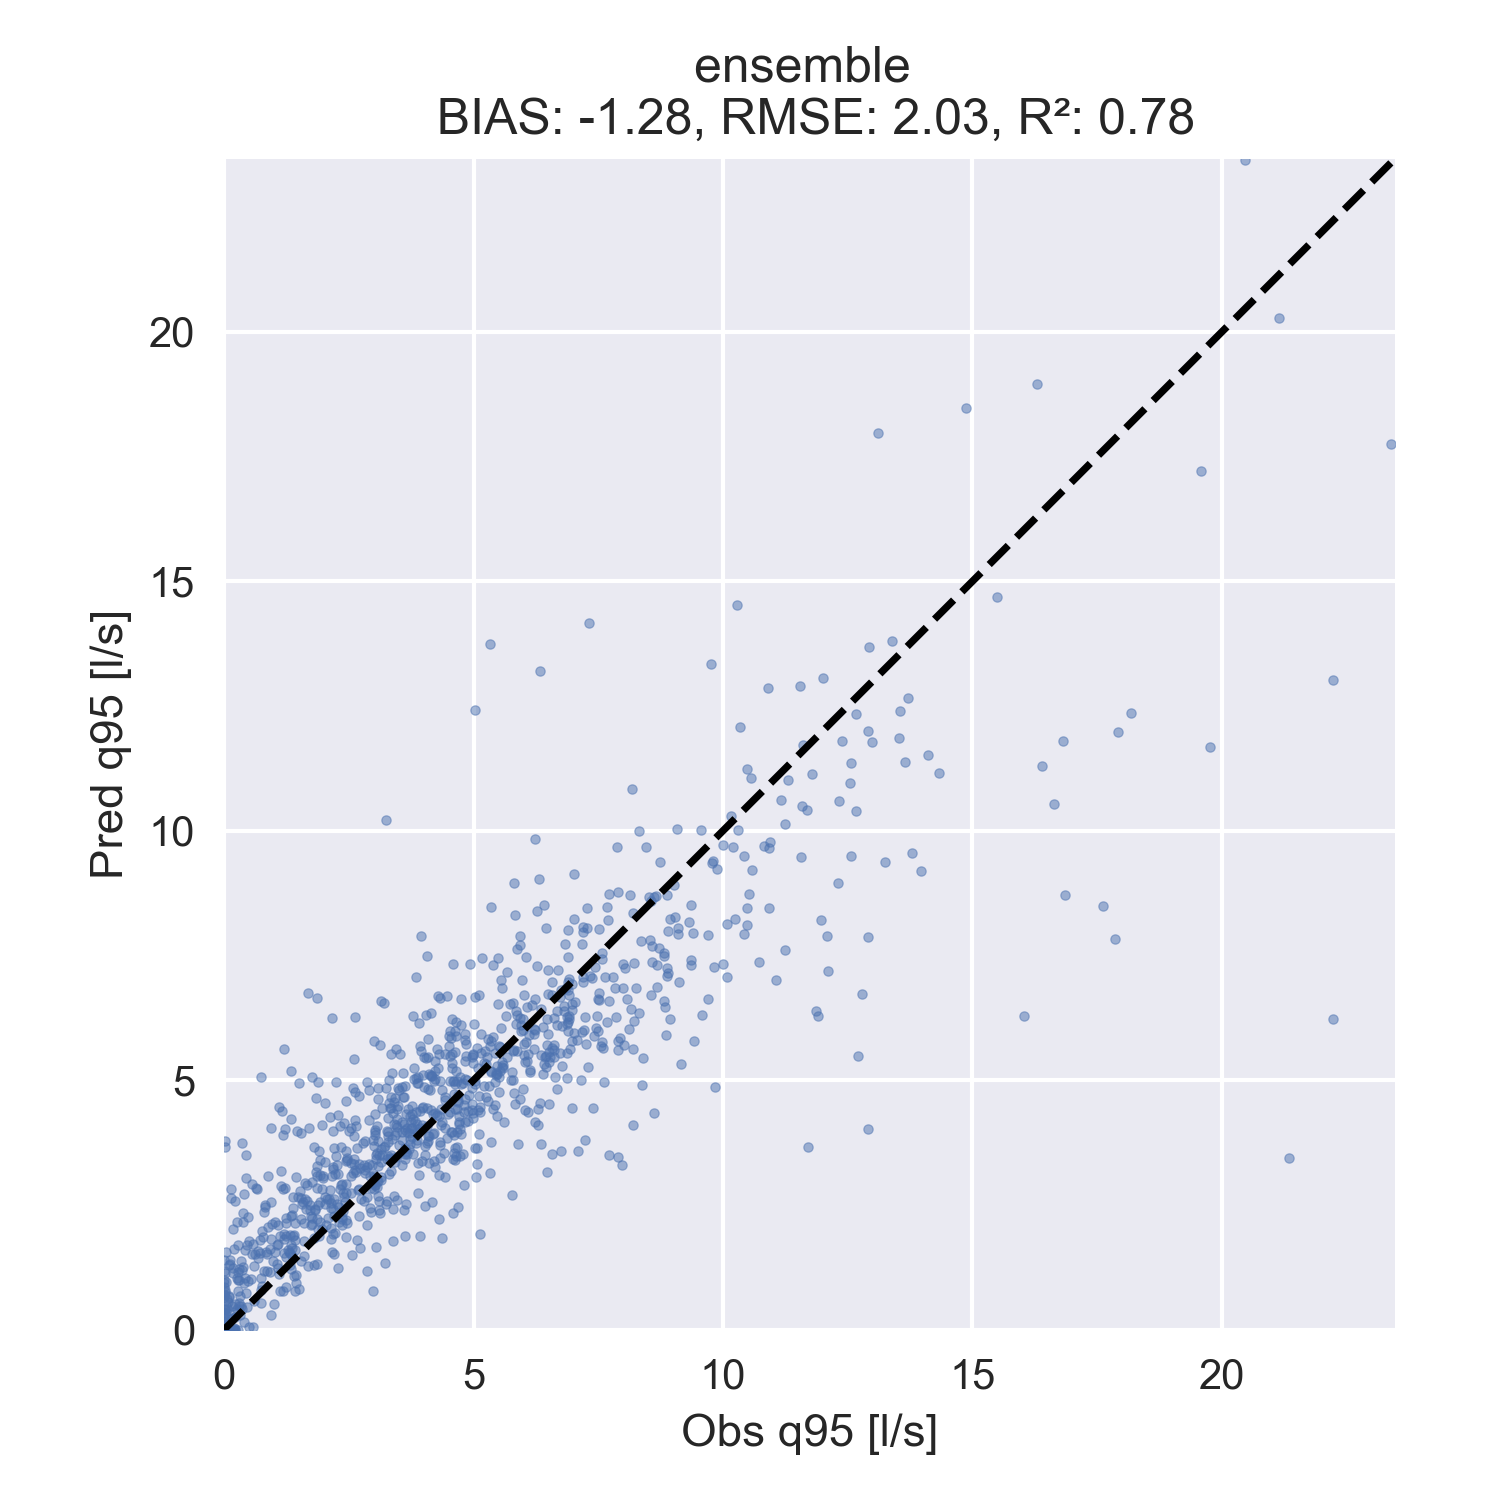 ensemble
BIAS: -1.28, RMSE: 2.03, R²: 0.78
20
15
10
5
0
Pred q95 [l/s]
0 5 10 15 20
Obs q95 [l/s]